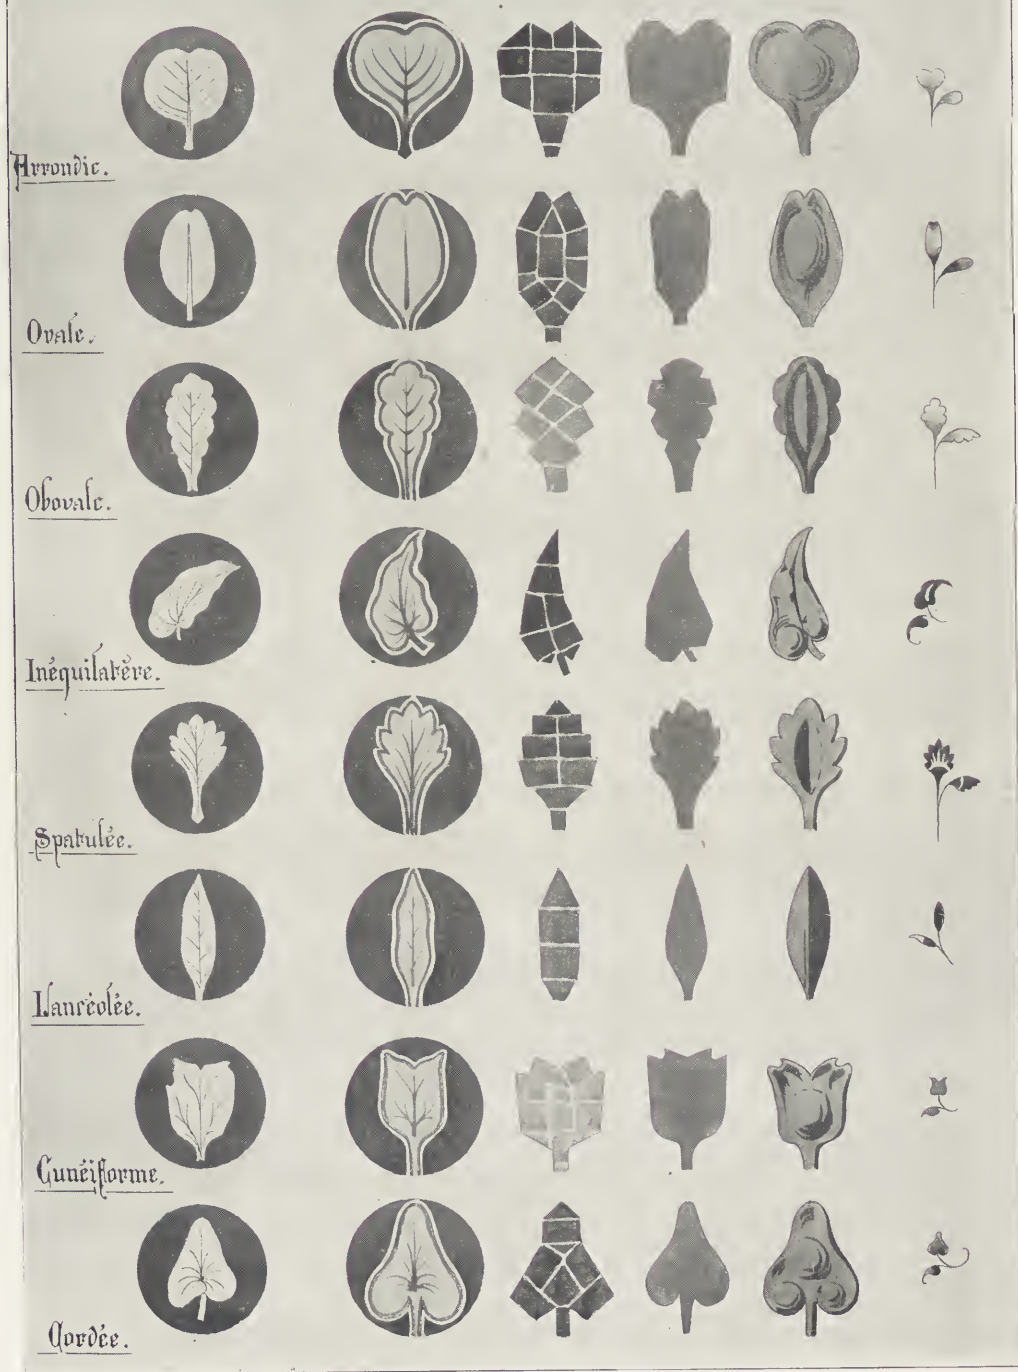 Arrondie.
Ovale.
Obovale.
Inéquilatère.
Spatulée.
Lancéolée.
Cunéiforme.
Cordée.